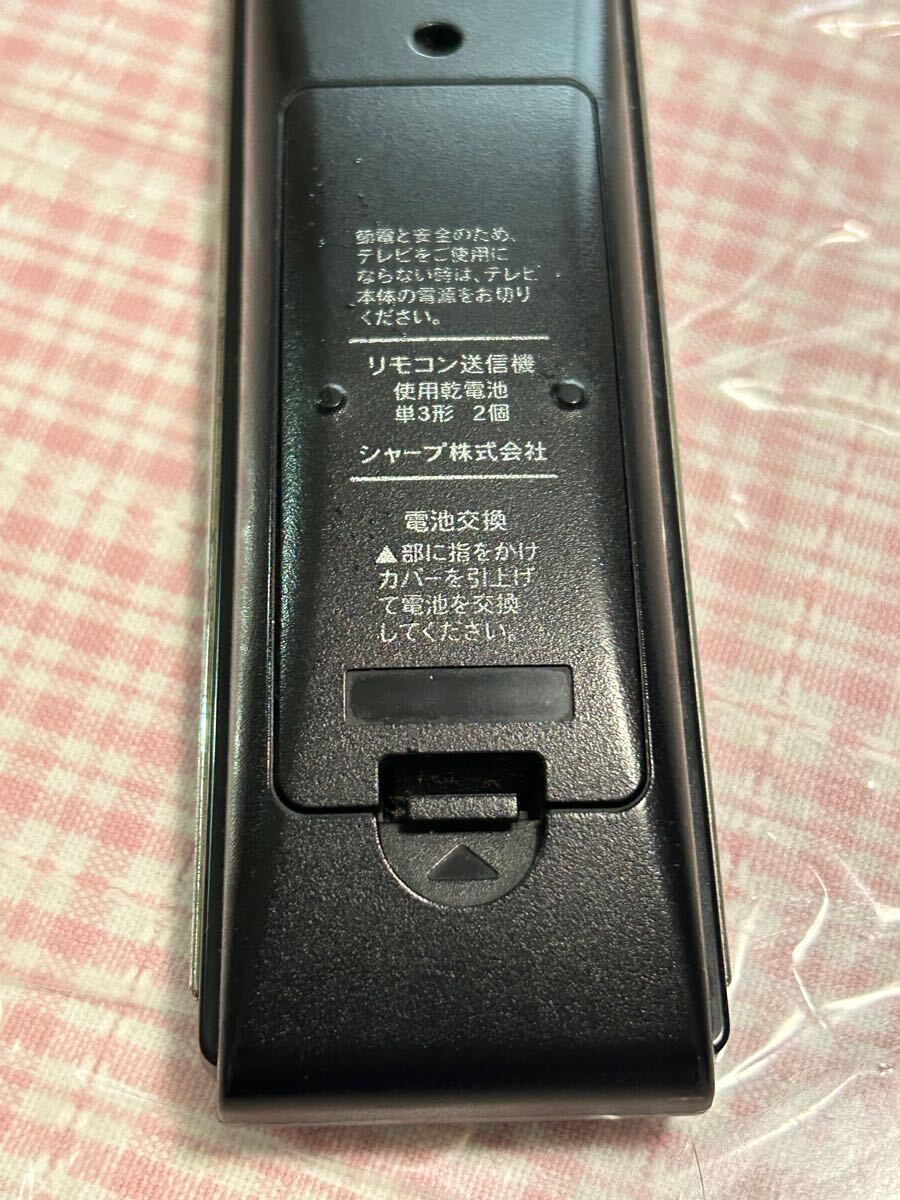 節電と安全のため、
テレビをご使用に
ならない時は、テレビ
本体の電源をお切り
ください。
リモコン送信機
使用乾電池
単3形 2個
シャープ株式会社
電池交換
▲部に指をかけ
カバーを引上げ
て電池を交換
してください。